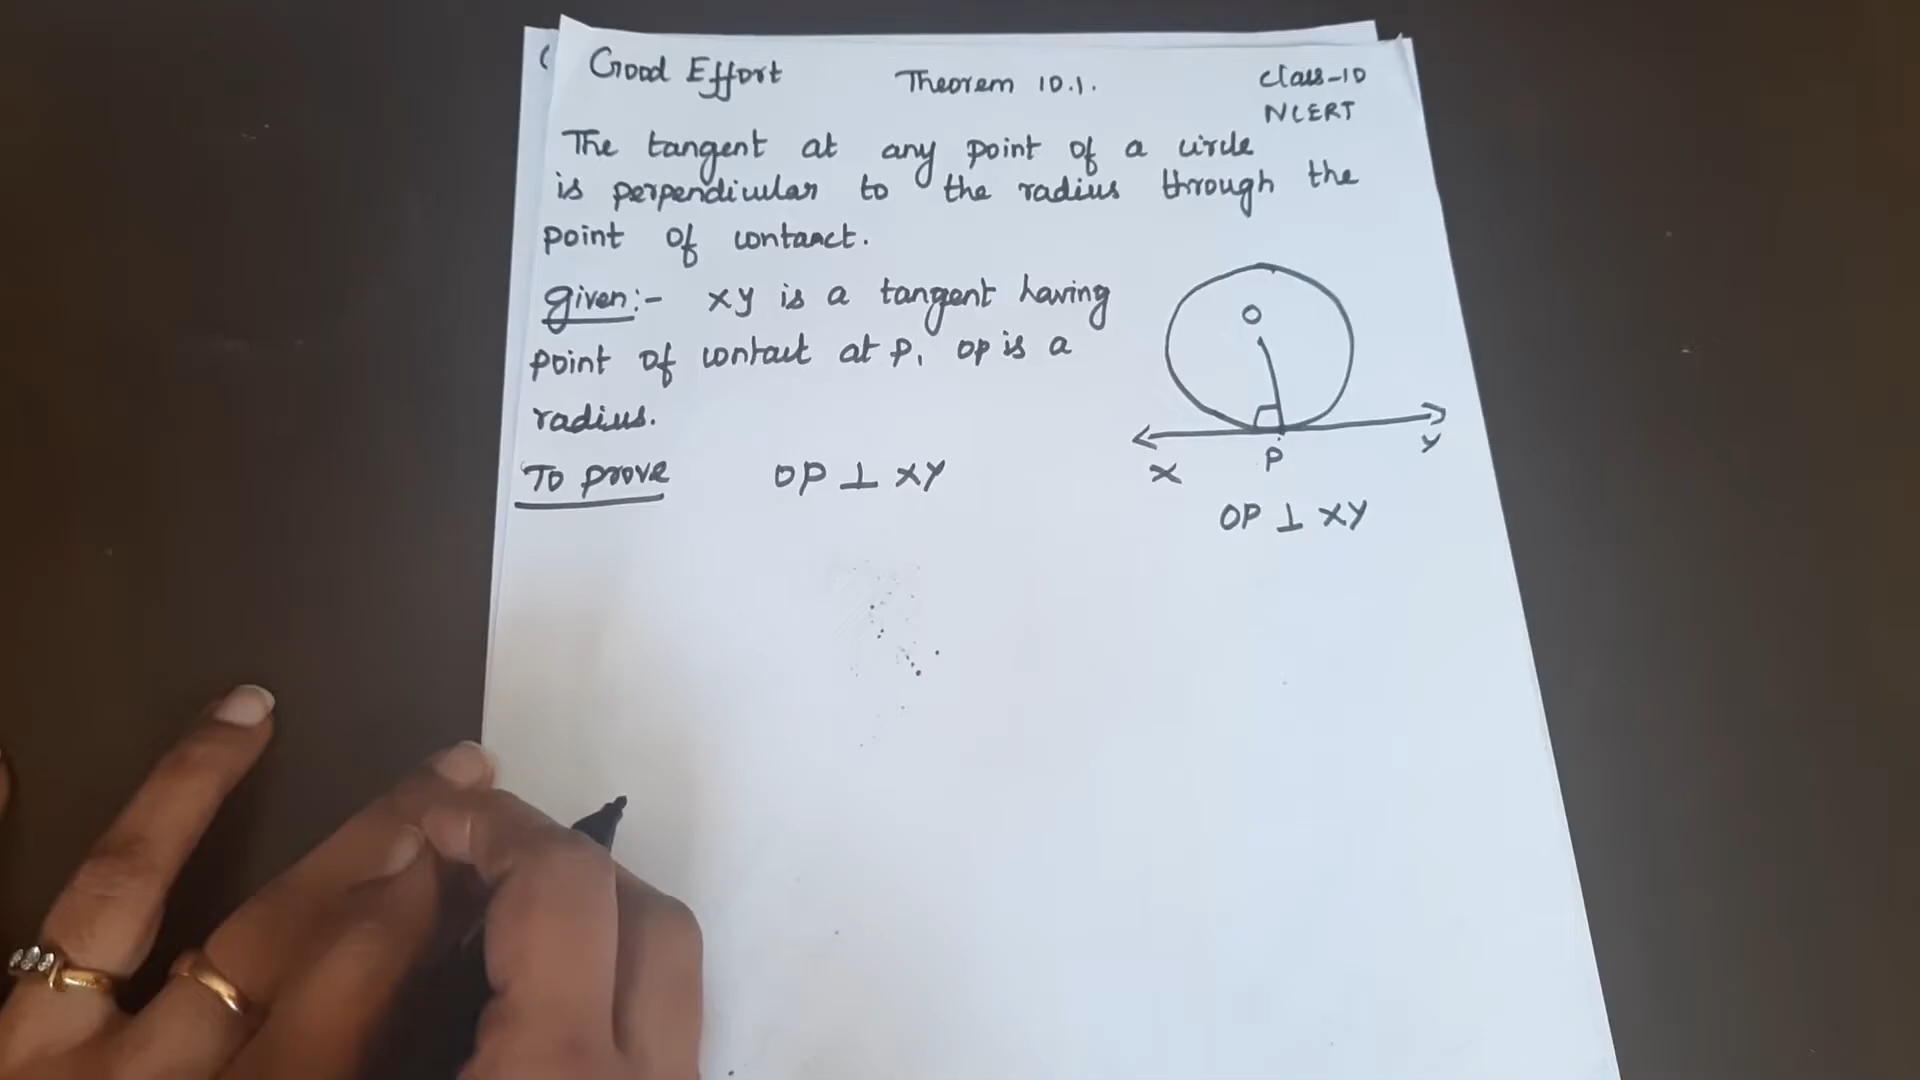 Good Effort
Theorem 10.1.
Class-10
NCERT
The tangent at any point of a circle
is perpendicular to the radius through the
point of contanct.
given:- xy is a tangent having
point of contact at P, OP is a
radius.
To prove OP ⊥ XY
O
P
x
y
OP ⊥ XY